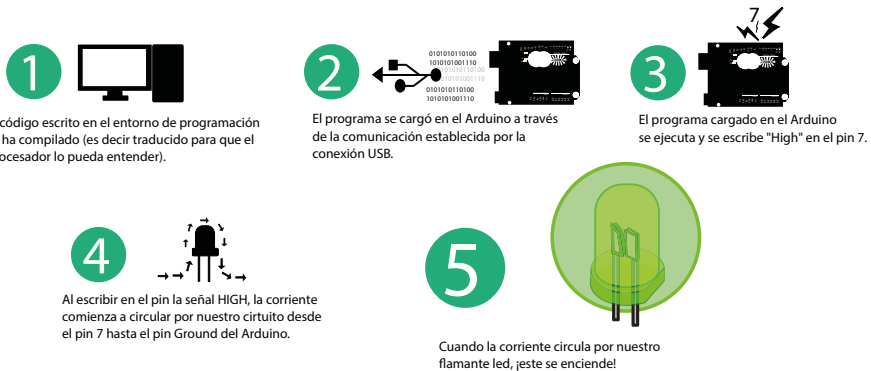 1
código escrito en el entorno de programación
ha compilado (es decir traducido para que el
ocesador lo pueda entender).
2
0101010110100
1010101001110
0101010110100
1010101001110
0101010110100
1010101001110
El programa se cargó en el Arduino a través
de la comunicación establecida por la
conexión USB.
3
7
El programa cargado en el Arduino
se ejecuta y se escribe "High" en el pin 7.
4
Al escribir en el pin la señal HIGH, la corriente
comienza a circular por nuestro cirtuito desde
el pin 7 hasta el pin Ground del Arduino.
5
Cuando la corriente circula por nuestro
flamante led, ¡este se enciende!